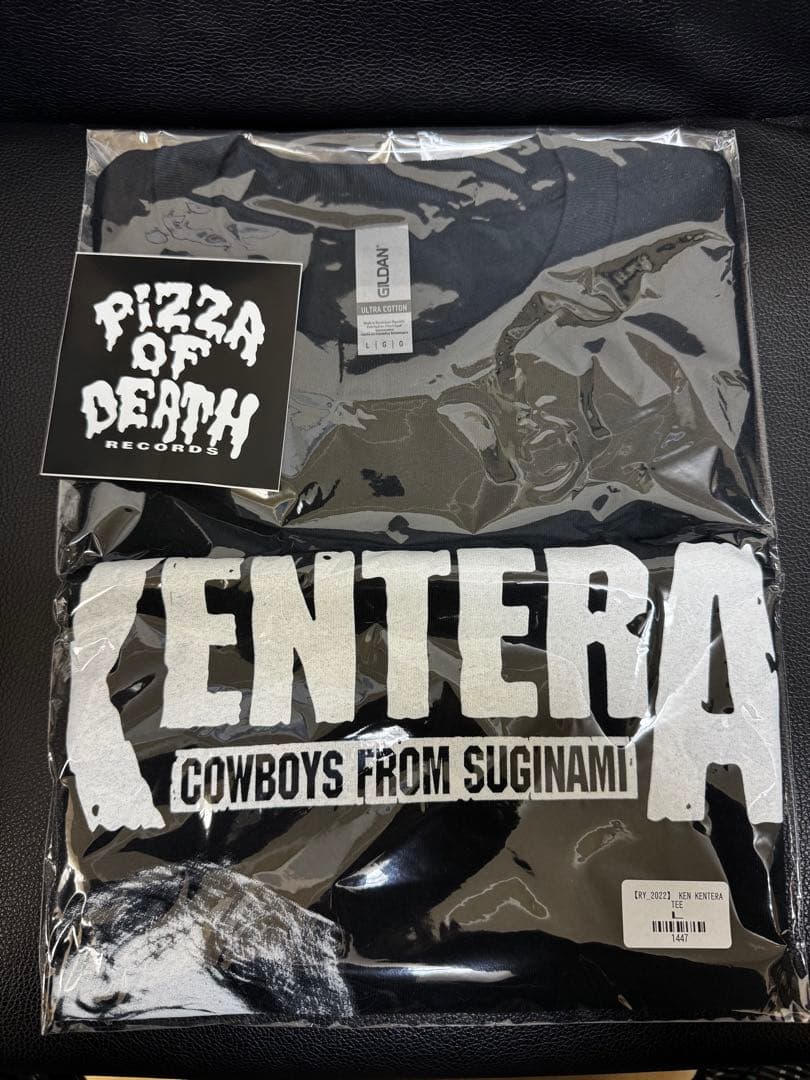 PIZZA
OF
DEATH
RECORDS
GILDAN
ULTRA COTTON
L | G | G
KENTERA
COWBOYS FROM SUGINAMI
【RY_2022】 KEN KENTERA
TEE
L
1447